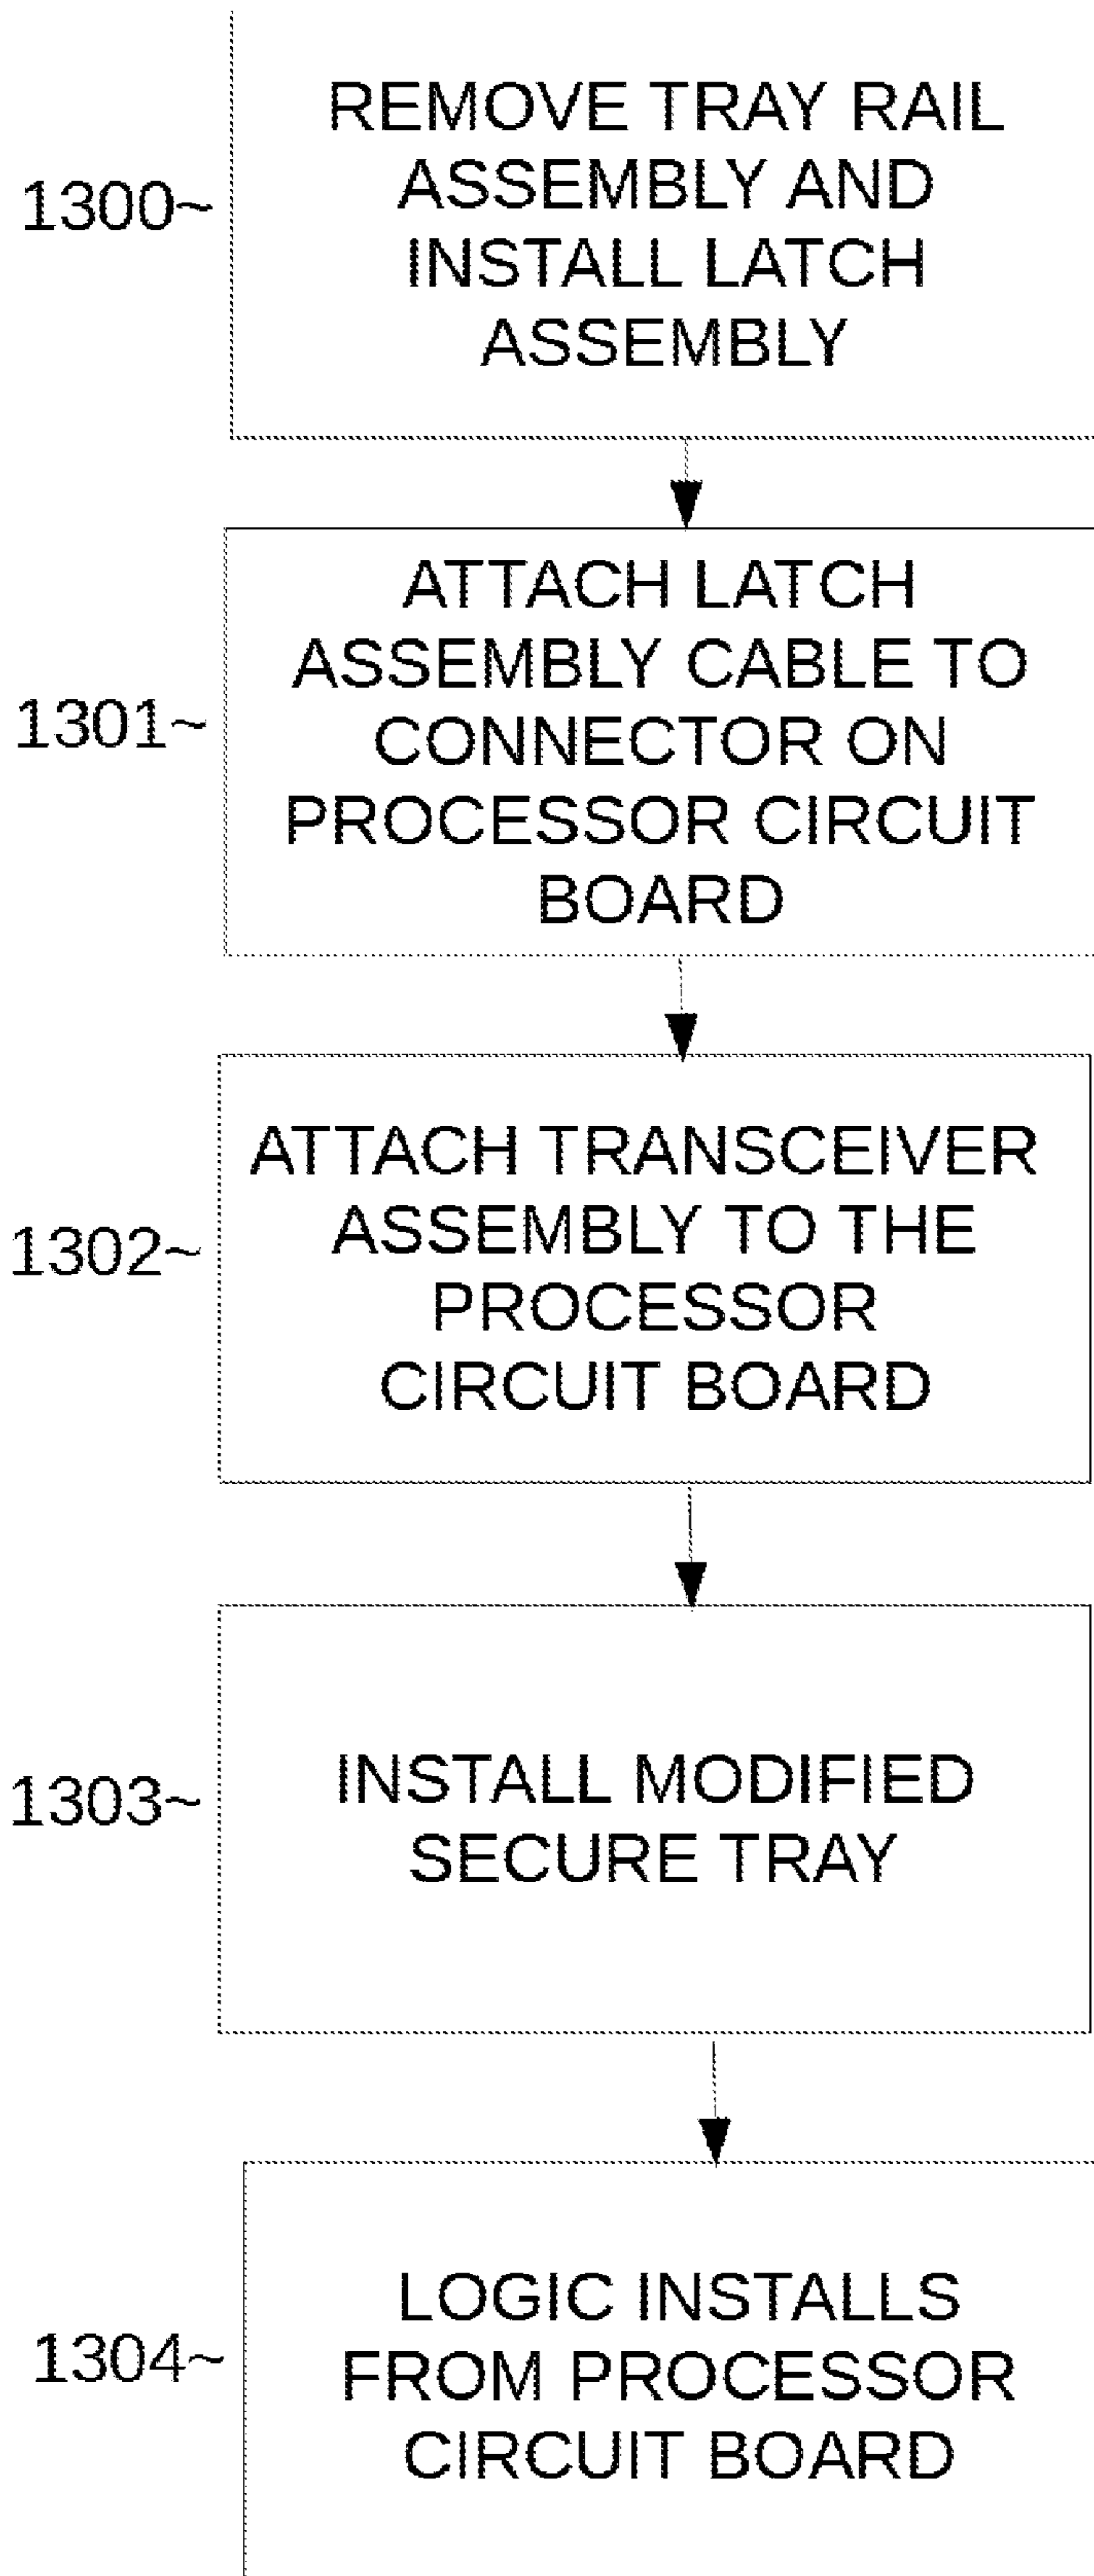 REMOVE TRAY RAIL
ASSEMBLY AND
1300~
INSTALL LATCH
ASSEMBLY
ATTACH LATCH
ASSEMBLY CABLE TO
1301~
CONNECTOR ON
PROCESSOR CIRCUIT
BOARD
ATTACH TRANSCEIVER
ASSEMBLY TO THE
1302~
PROCESSOR
CIRCUIT BOARD
INSTALL MODIFIED
1303~
SECURE TRAY
LOGIC INSTALLS
1304~
FROM PROCESSOR
CIRCUIT BOARD